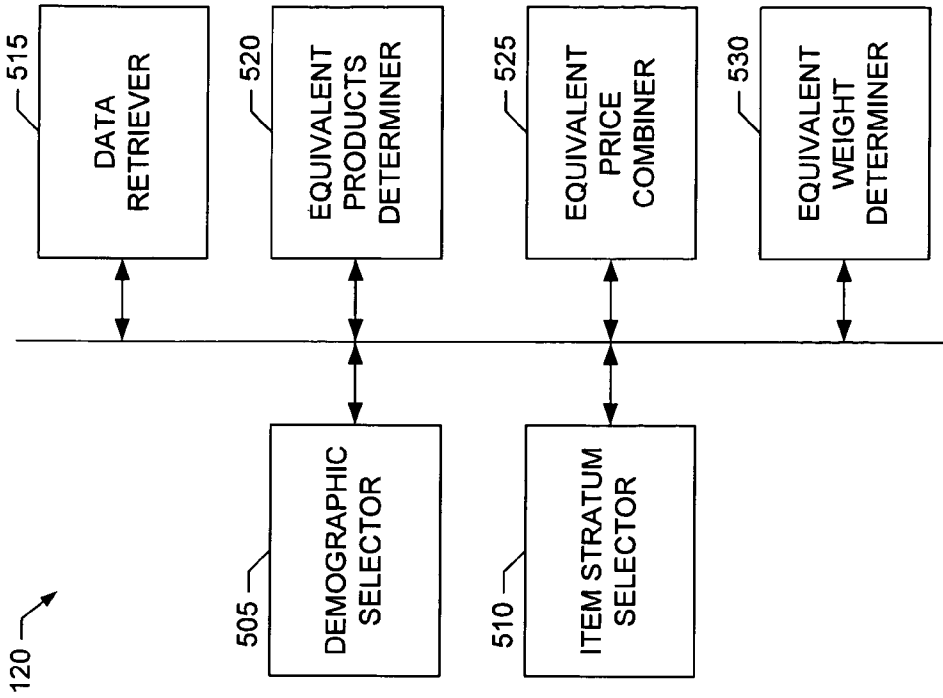 120
505
DEMOGRAPHIC
SELECTOR
510
ITEM STRATUM
SELECTOR
515
DATA
RETRIEVER
520
EQUIVALENT
PRODUCTS
DETERMINER
525
EQUIVALENT
PRICE
COMBINER
530
EQUIVALENT
WEIGHT
DETERMINER